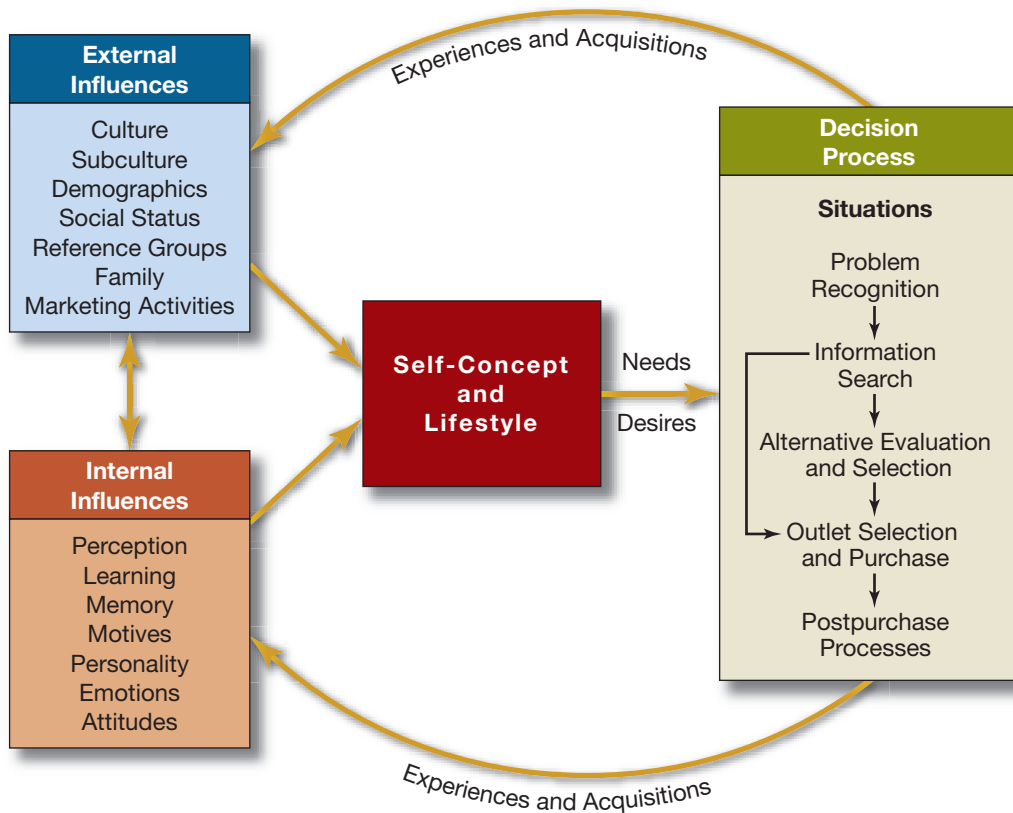 External
Influences
Culture
Subculture
Demographics
Social Status
Reference Groups
Family
Marketing Activities
Internal
Influences
Perception
Learning
Memory
Motives
Personality
Emotions
Attitudes
Self-Concept
and
Lifestyle
Needs
Desires
Experiences and Acquisitions
Decision
Process
Situations
Problem
Recognition
Information
Search
Alternative Evaluation
and Selection
Outlet Selection
and Purchase
Postpurchase
Processes
Experiences and Acquisitions